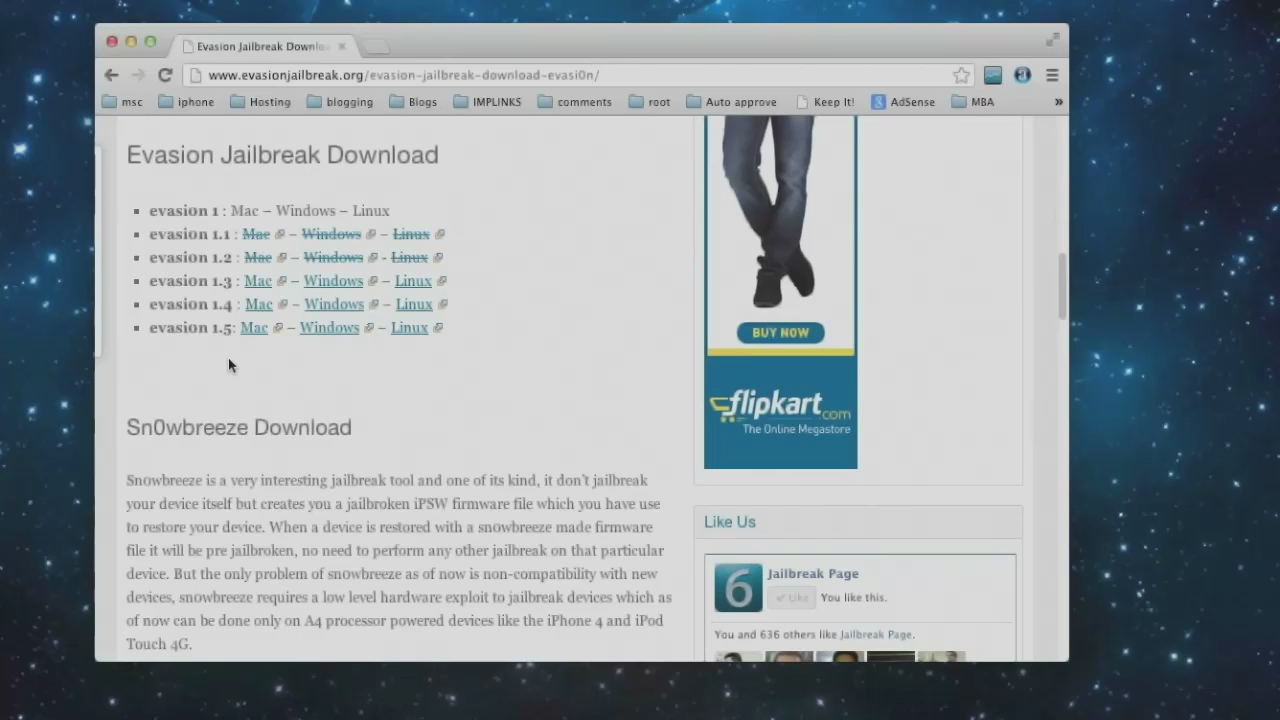 Evasion Jailbreak Downlo
www.evasionjailbreak.org/evasion-jailbreak-download-evasi0n/
msc iphone Hosting blogging Blogs IMPLINKS comments root Auto approve Keep It! AdSense MBA »
Evasion Jailbreak Download
evasion 1 : Mac – Windows – Linux
evasion 1.1 : Mac – Windows – Linux
evasion 1.2 : Mac – Windows - Linux
evasion 1.3 : Mac – Windows – Linux
evasion 1.4 : Mac – Windows – Linux
evasion 1.5: Mac – Windows – Linux
Sn0wbreeze Download
Sn0wbreeze is a very interesting jailbreak tool and one of its kind, it don't jailbreak
your device itself but creates you a jailbroken iPSW firmware file which you have use
to restore your device. When a device is restored with a sn0wbreeze made firmware
file it will be pre jailbroken, no need to perform any other jailbreak on that particular
device. But the only problem of sn0wbreeze as of now is non-compatibility with new
devices, sn0wbreeze requires a low level hardware exploit to jailbreak devices which as
of now can be done only on A4 processor powered devices like the iPhone 4 and iPod
Touch 4G.
BUY NOW
flipkart.com
The Online Megastore
Like Us
6
Jailbreak Page
Like You like this.
You and 636 others like Jailbreak Page.